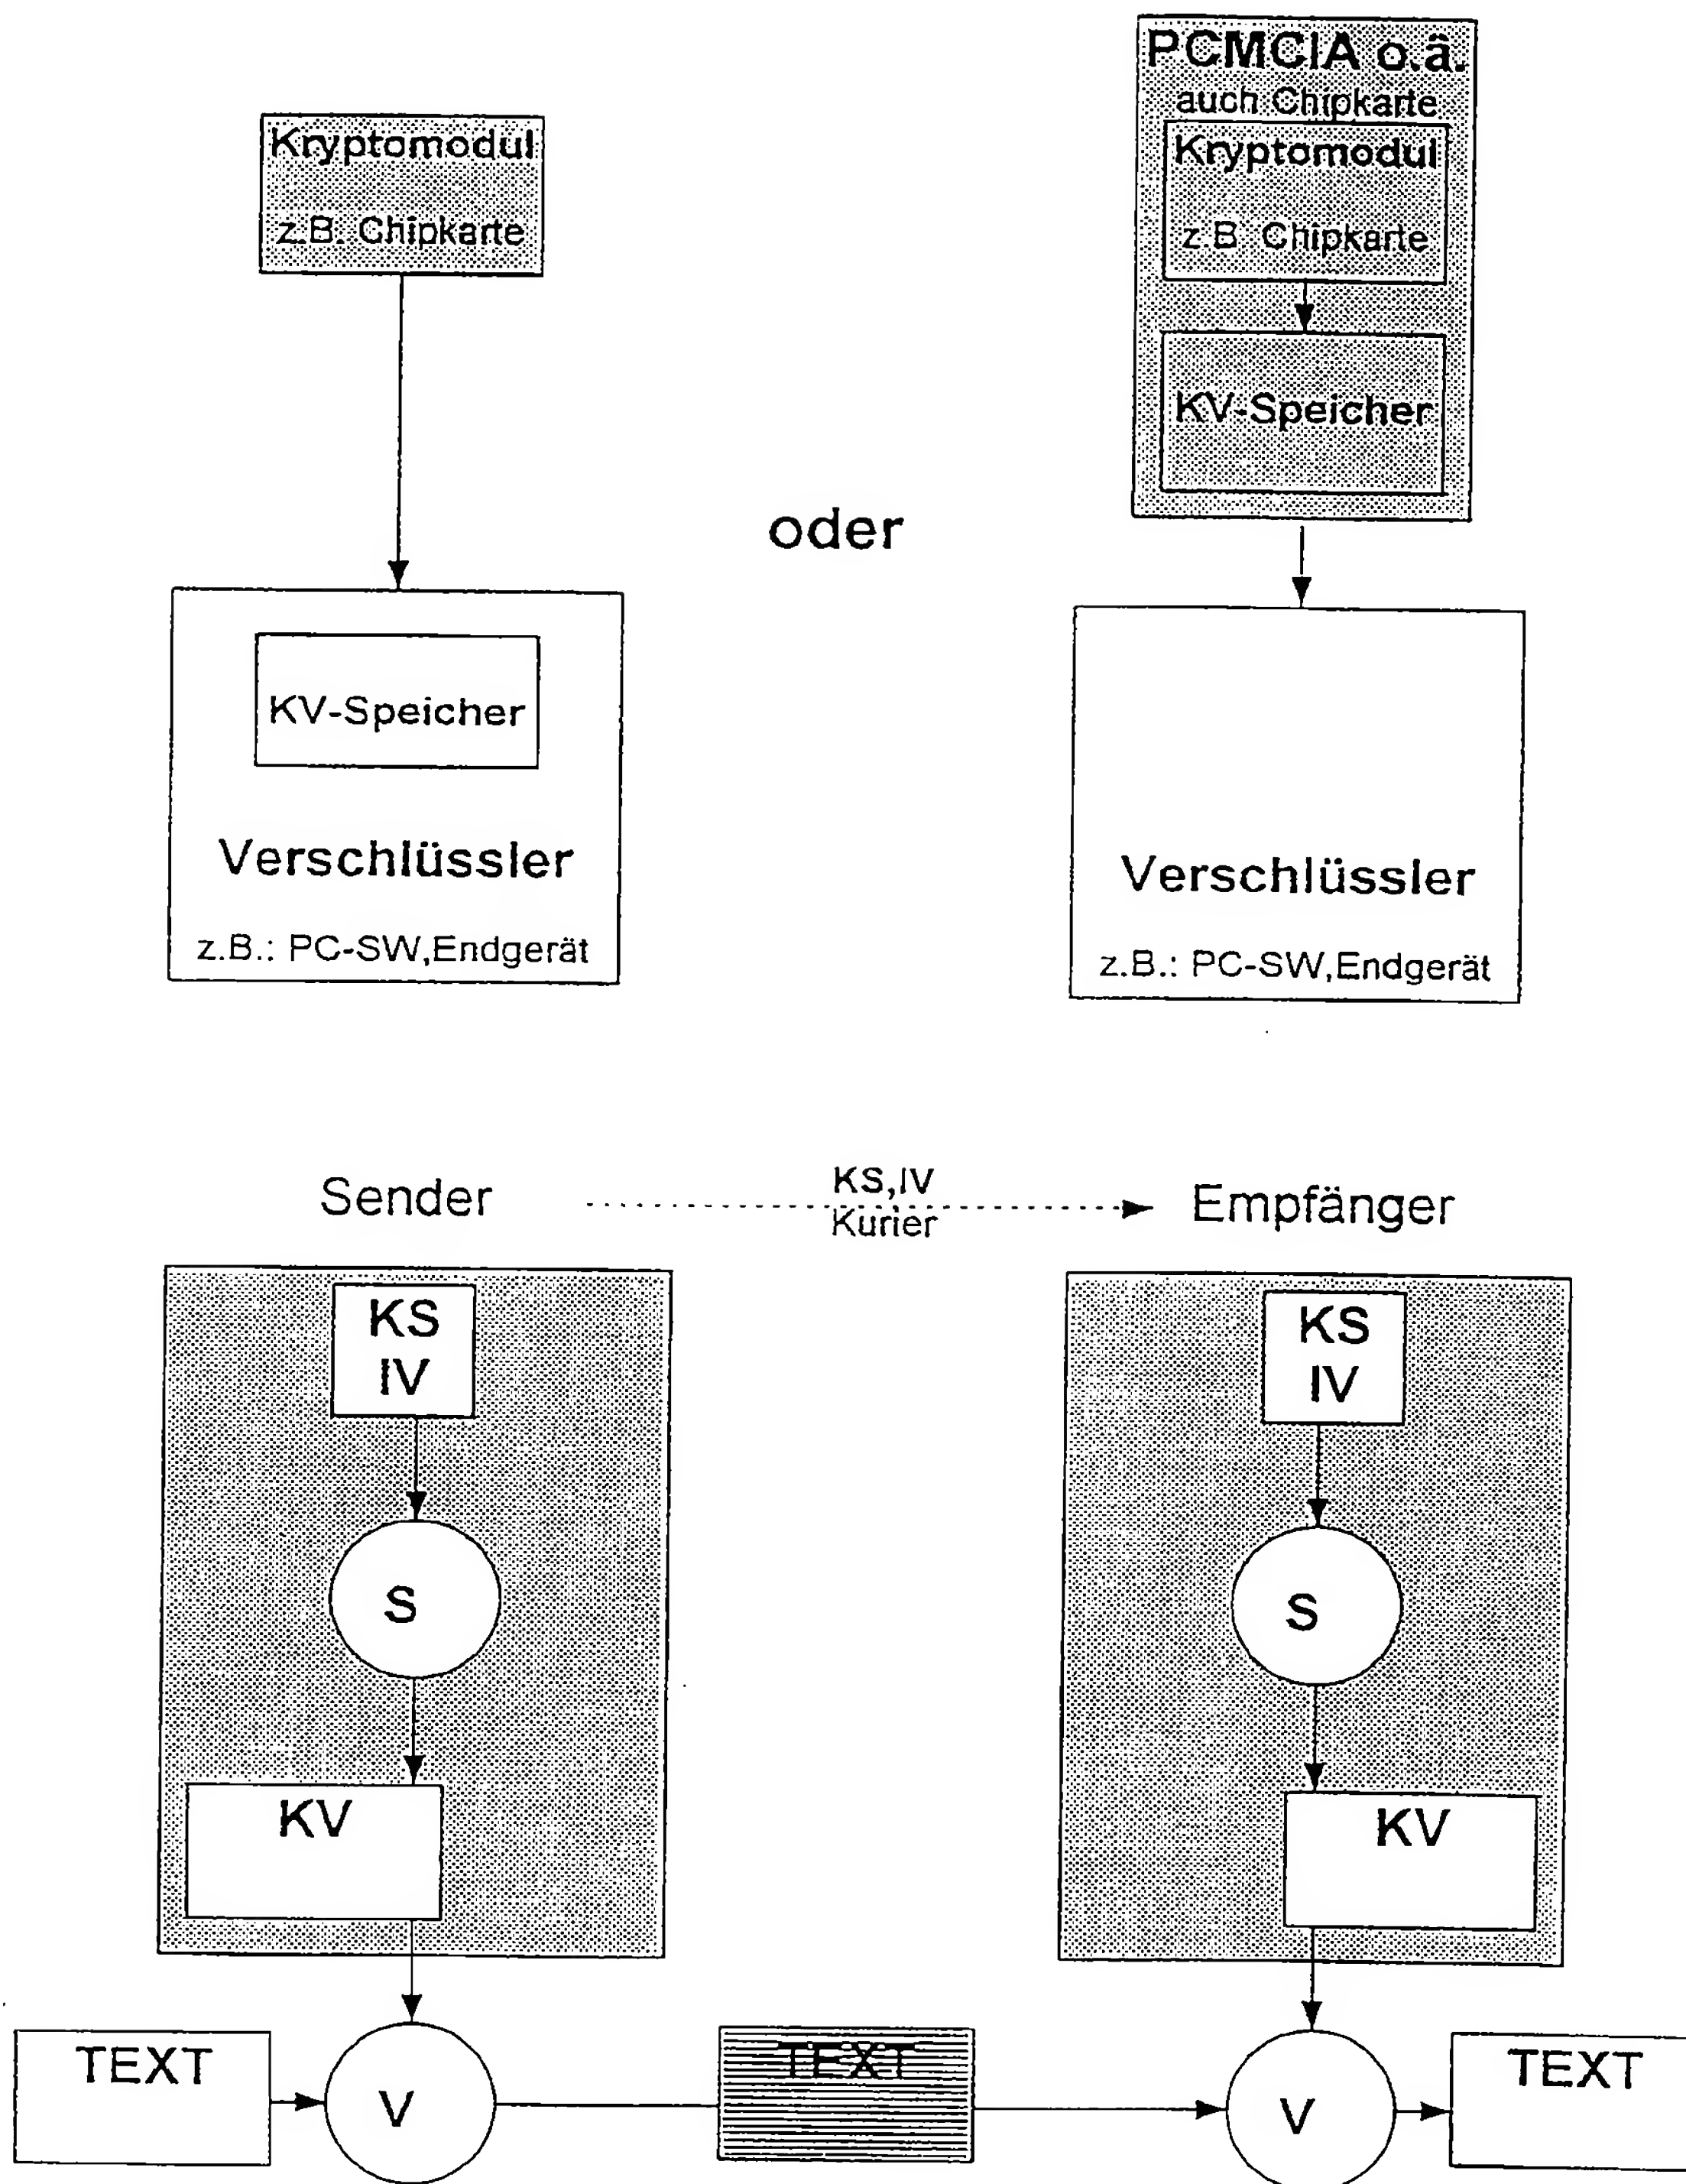 Kryptomodul
z.B. Chipkarte
KV-Speicher
Verschlüssler
z.B.: PC-SW,Endgerät
oder
PCMCIA o.ä.
auch Chipkarte
Kryptomodul
z.B. Chipkarte
KV-Speicher
Verschlüssler
z.B.: PC-SW,Endgerät
Sender
KS,IV
Kurier
Empfänger
KS
IV
S
KV
KS
IV
S
KV
TEXT
V
TEXT
V
TEXT